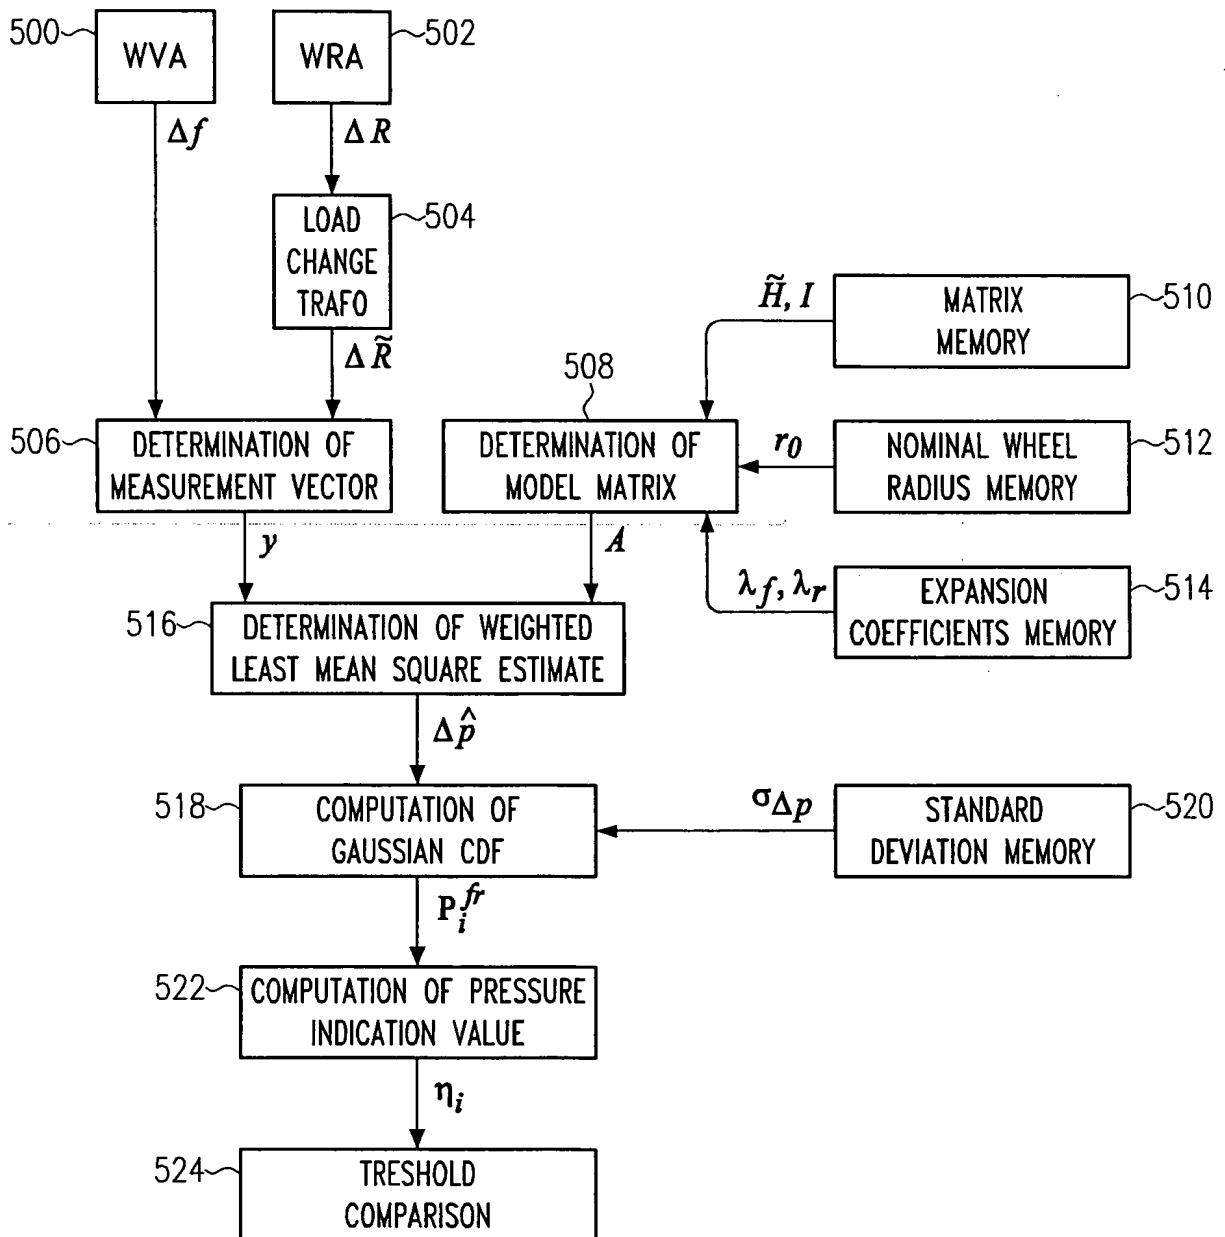 500
WVA
WRA
502
Δf
ΔR
LOAD
CHANGE
TRAFO
504
ΔR̃
H̃, I
MATRIX
MEMORY
510
508
506
DETERMINATION OF
MEASUREMENT VECTOR
DETERMINATION OF
MODEL MATRIX
r0
NOMINAL WHEEL
RADIUS MEMORY
512
y
A
λf, λr
EXPANSION
COEFFICIENTS MEMORY
514
516
DETERMINATION OF WEIGHTED
LEAST MEAN SQUARE ESTIMATE
Δp̂
518
COMPUTATION OF
GAUSSIAN CDF
σΔp
STANDARD
DEVIATION MEMORY
520
P_i^fr
522
COMPUTATION OF PRESSURE
INDICATION VALUE
ηi
524
TRESHOLD
COMPARISON